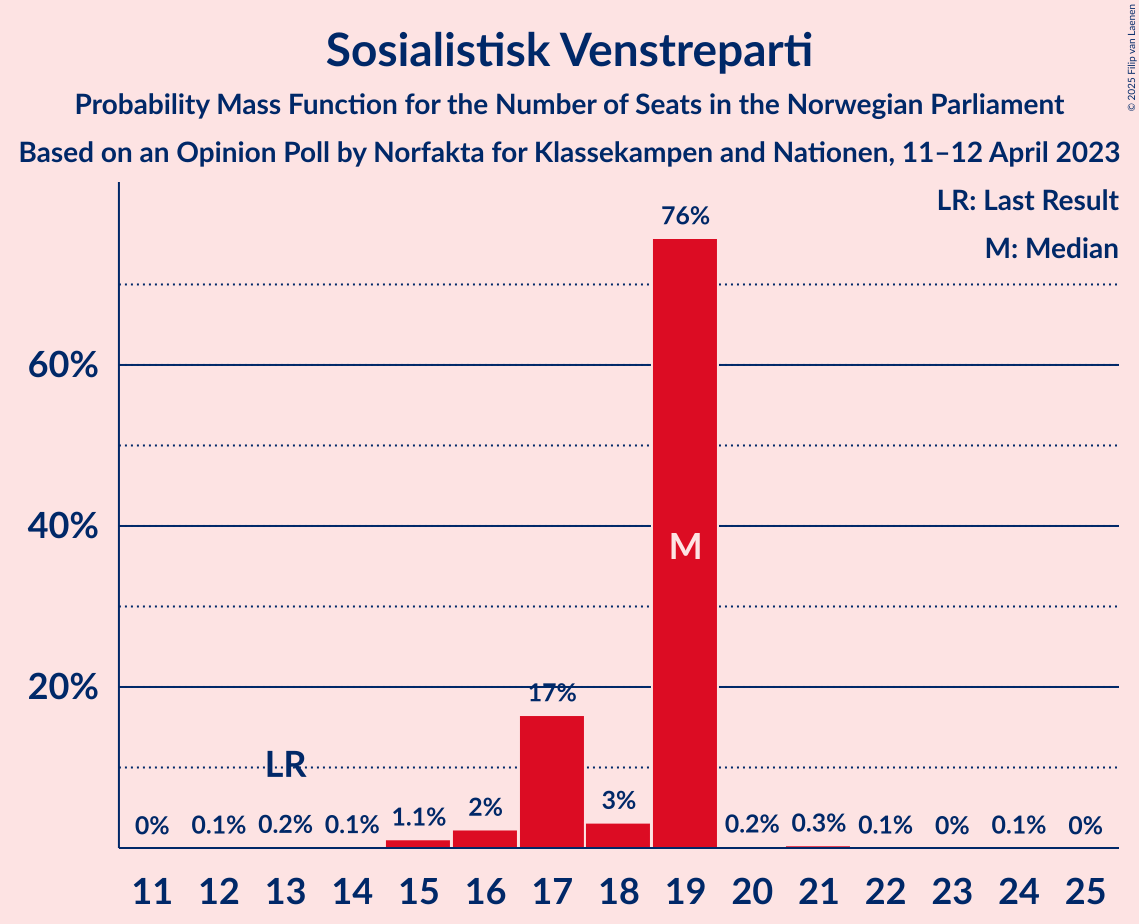 Sosialistisk Venstreparti
Probability Mass Function for the Number of Seats in the Norwegian Parliament
Based on an Opinion Poll by Norfakta for Klassekampen and Nationen, 11–12 April 2023
© 2025 Filip van Laenen
LR: Last Result
M: Median
76%
60%
40%
M
20%
17%
LR
0% 0.1% 0.2% 0.1% 1.1% 2% 3% 0.2% 0.3% 0.1% 0% 0.1% 0%
11 12 13 14 15 16 17 18 19 20 21 22 23 24 25